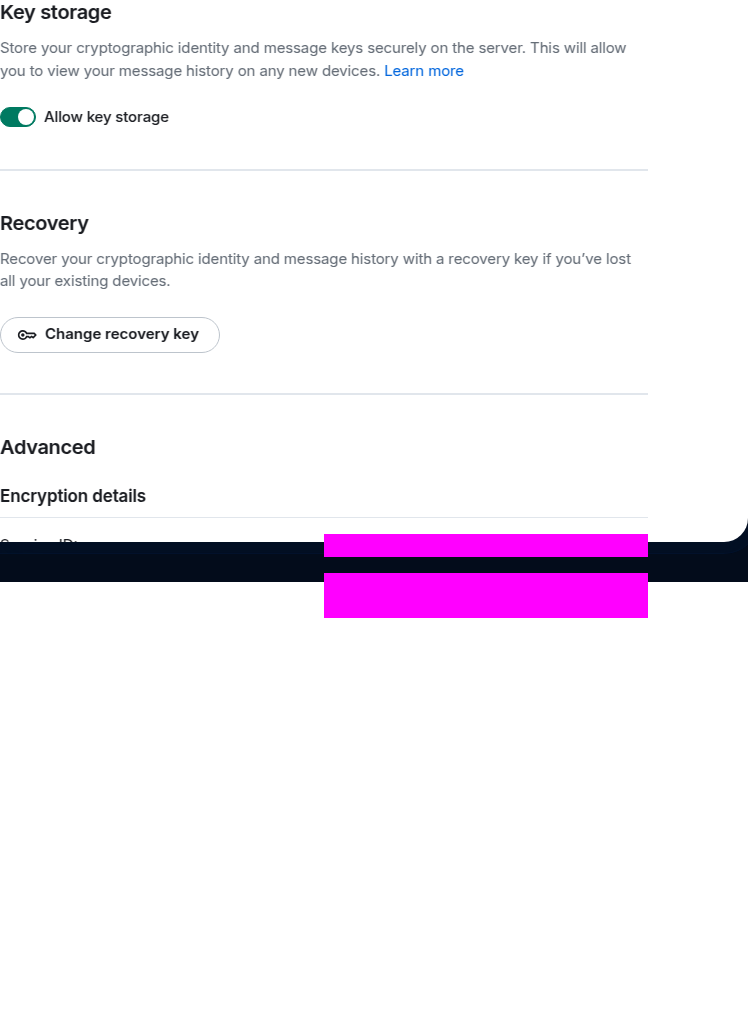 Key storage
Store your cryptographic identity and message keys securely on the server. This will allow
you to view your message history on any new devices. Learn more
Allow key storage
Recovery
Recover your cryptographic identity and message history with a recovery key if you’ve lost
all your existing devices.
Change recovery key
Advanced
Encryption details